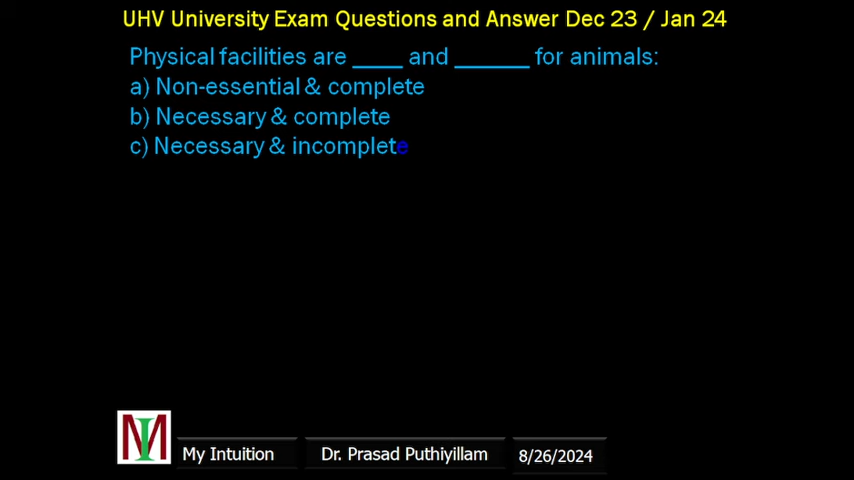 UHV University Exam Questions and Answer Dec 23 / Jan 24
Physical facilities are ____ and ______ for animals:
a) Non-essential & complete
b) Necessary & complete
c) Necessary & incomplete
MI
My Intuition
Dr. Prasad Puthiyillam
8/26/2024